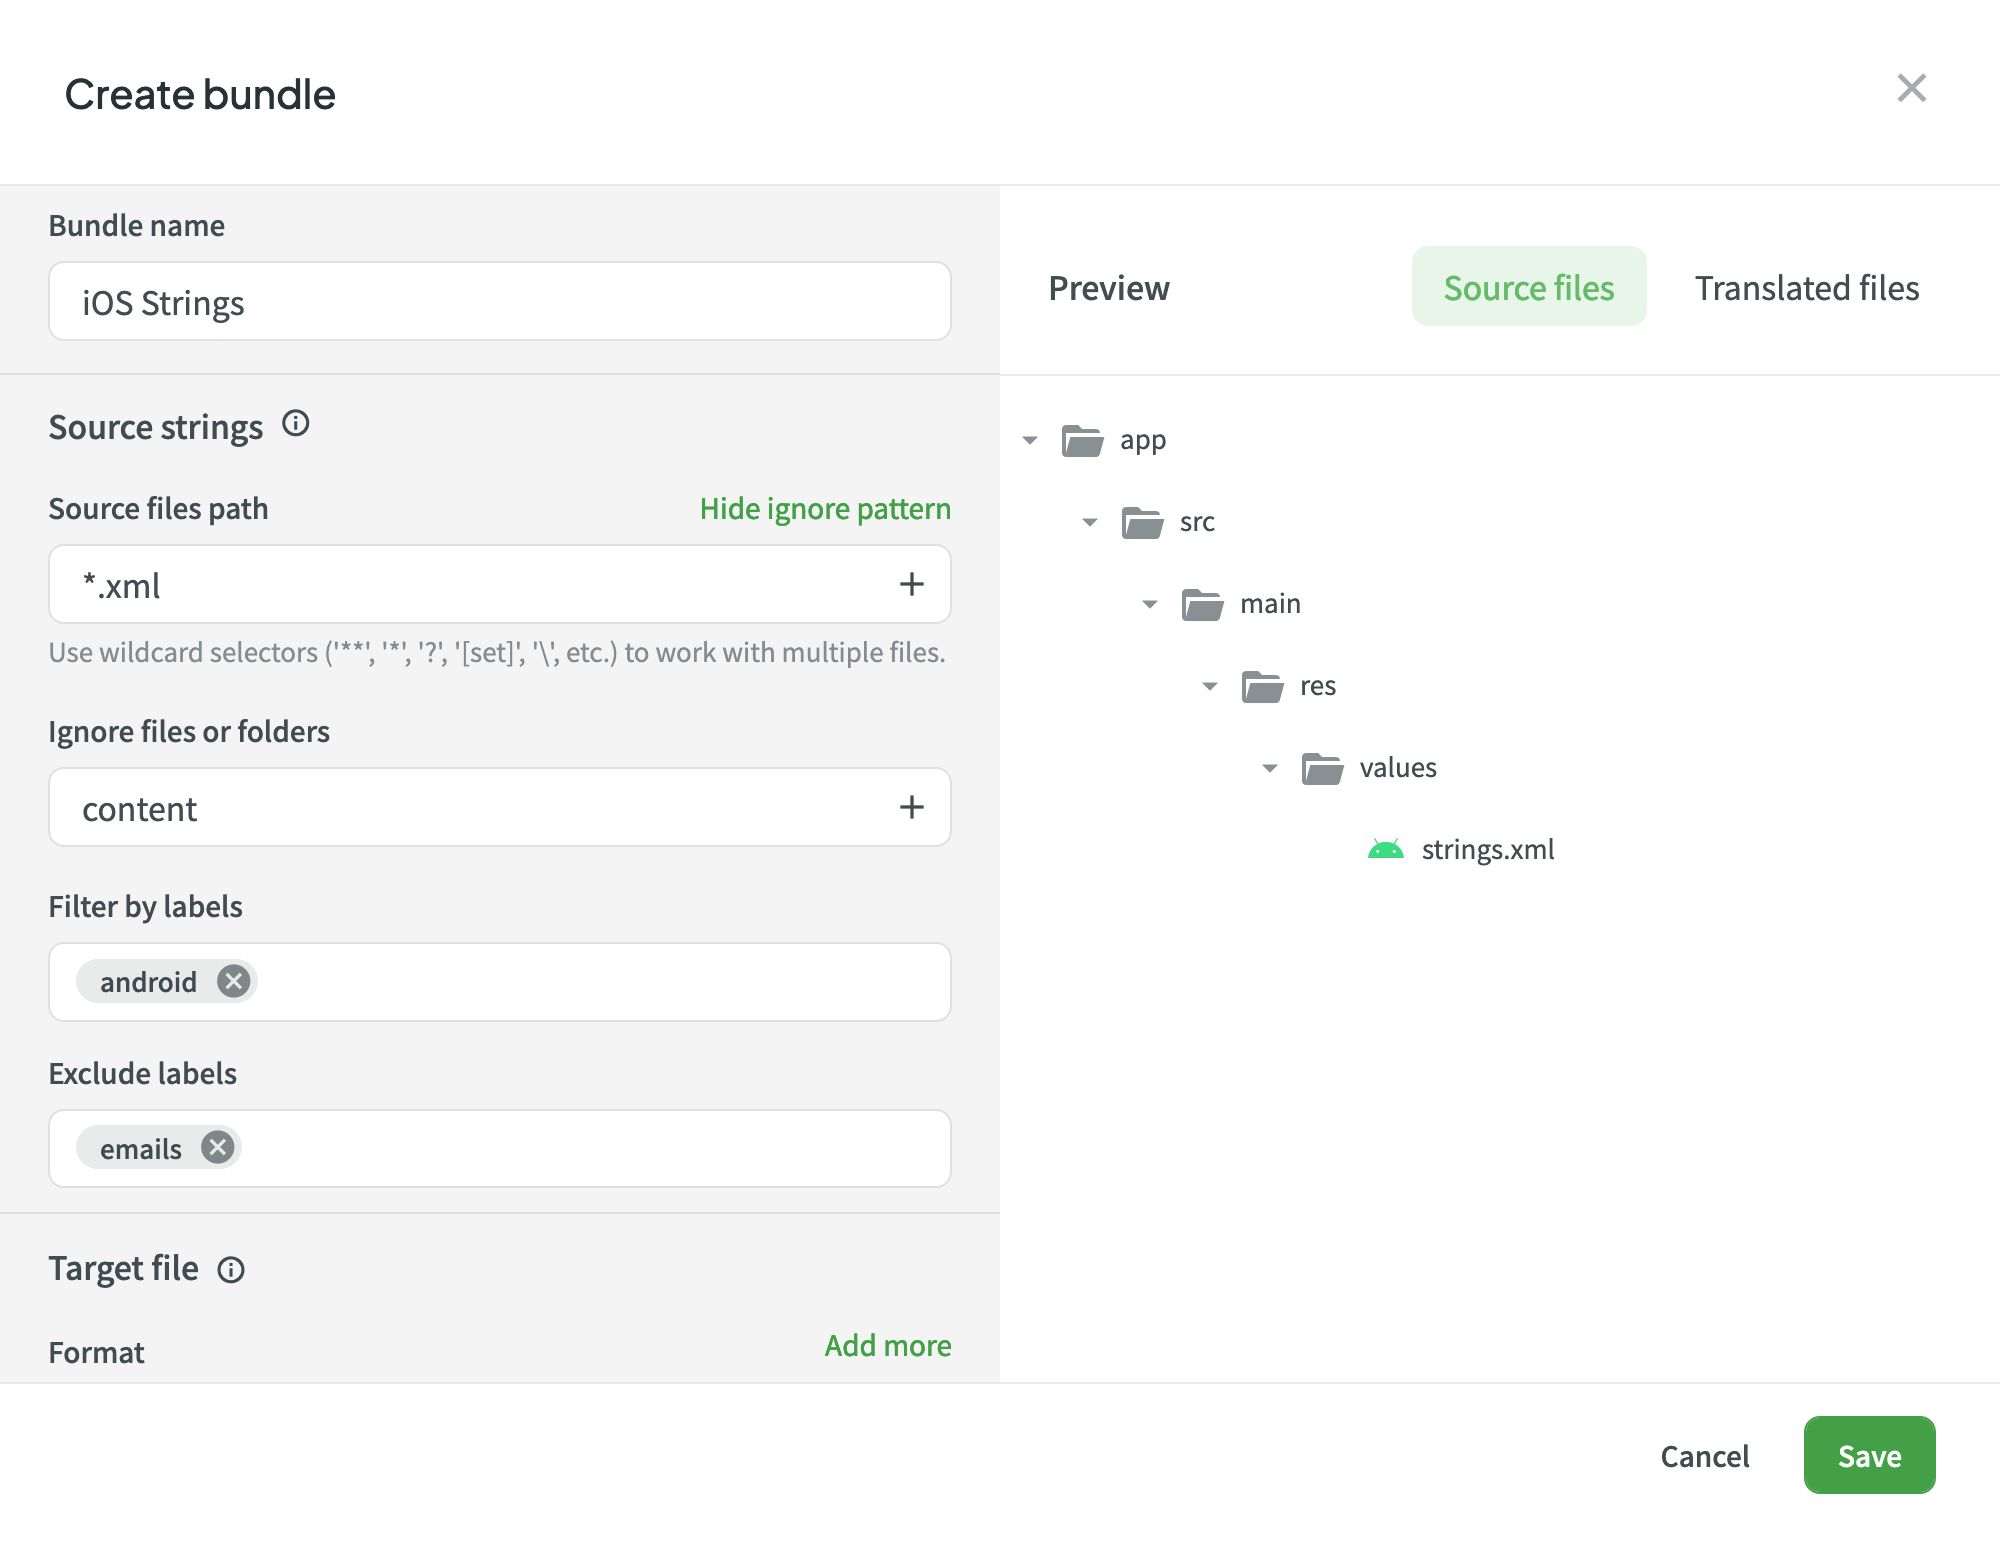 Create bundle
Bundle name
iOS Strings
Source strings
Source files path
Hide ignore pattern
*.xml
Use wildcard selectors ('**', '*', '?', '[set]', '\', etc.) to work with multiple files.
Ignore files or folders
content
Filter by labels
android
Exclude labels
emails
Target file
Format
Add more
Preview
Source files
Translated files
app
src
main
res
values
strings.xml
Cancel
Save